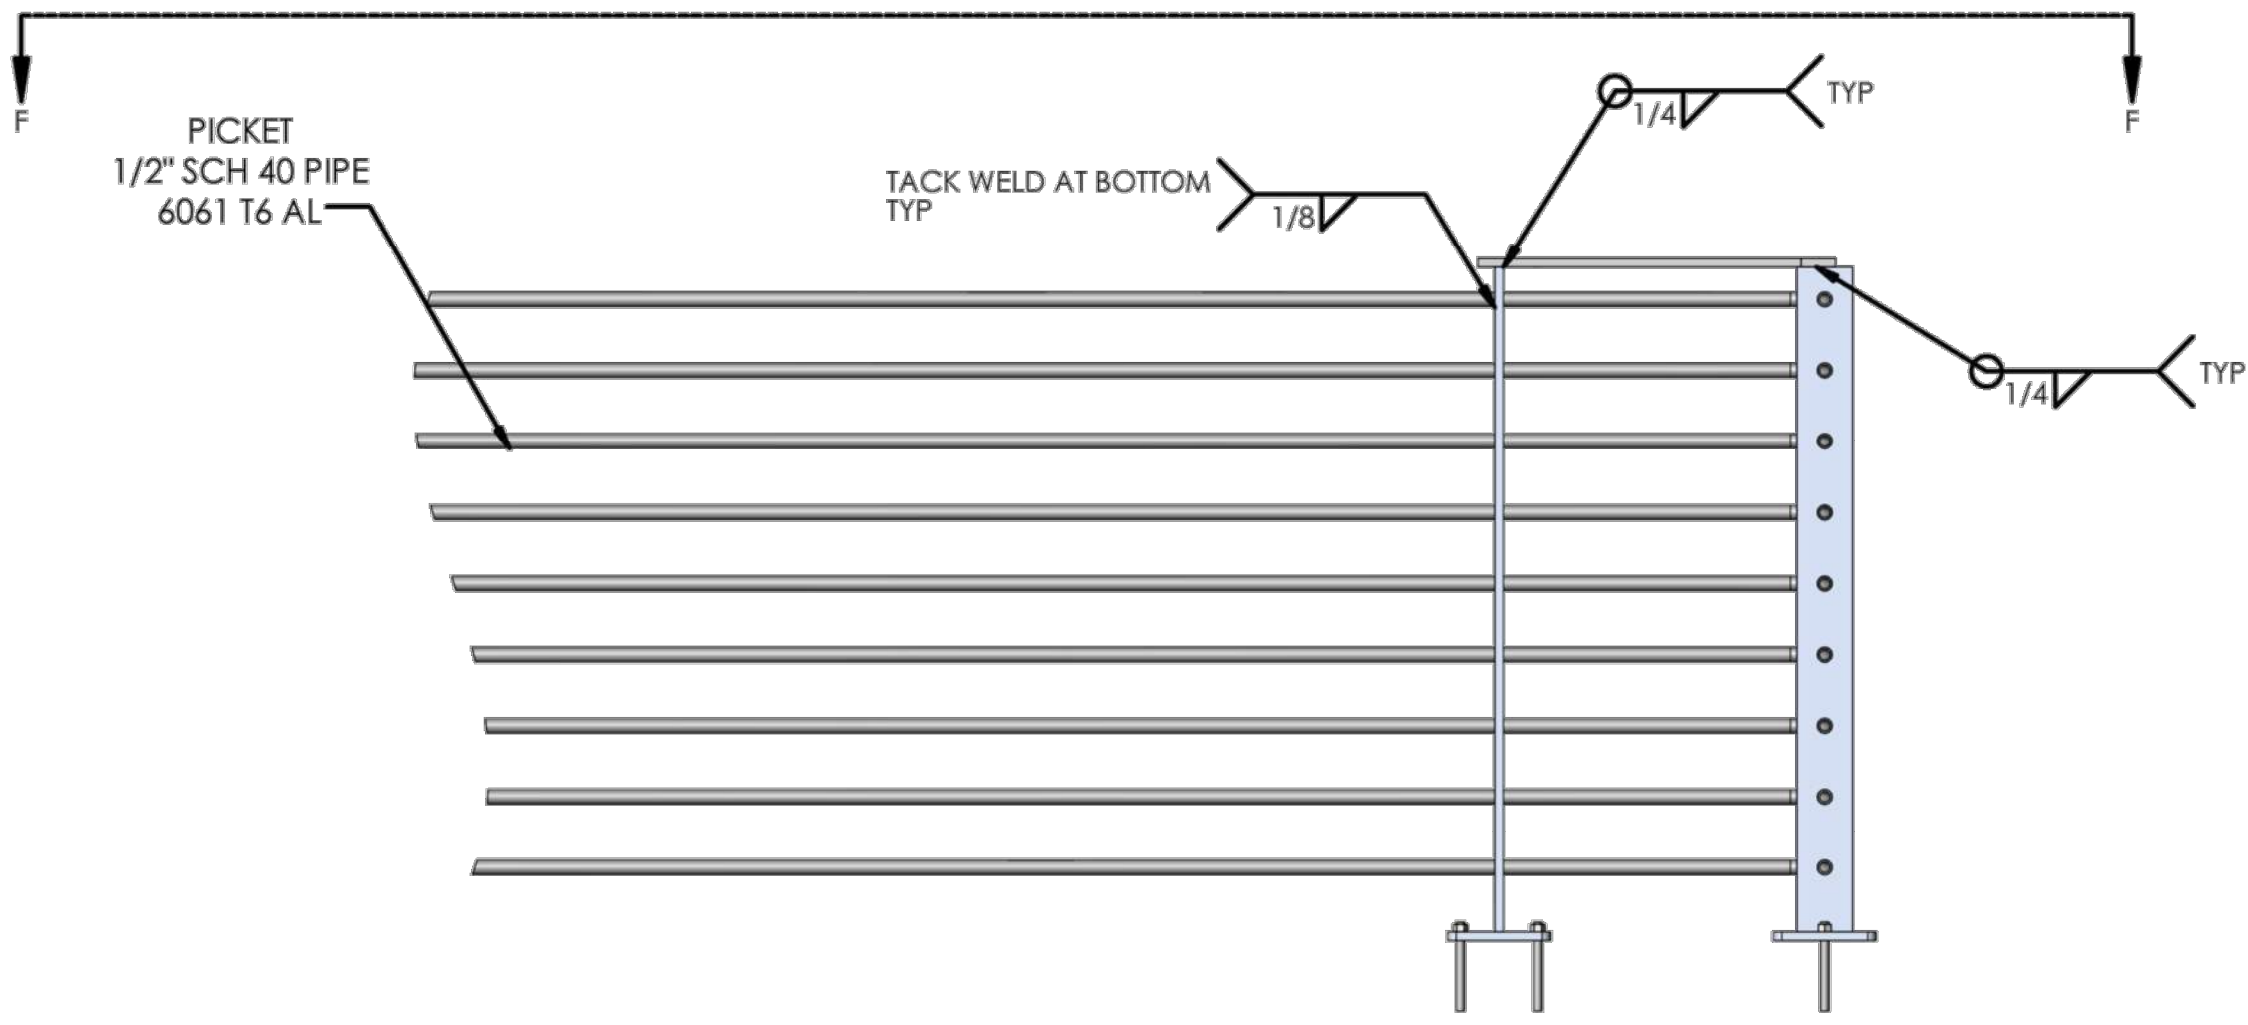 F
F
1/4
TYP
PICKET
1/2" SCH 40 PIPE
6061 T6 AL
TACK WELD AT BOTTOM
TYP
1/8
1/4
TYP